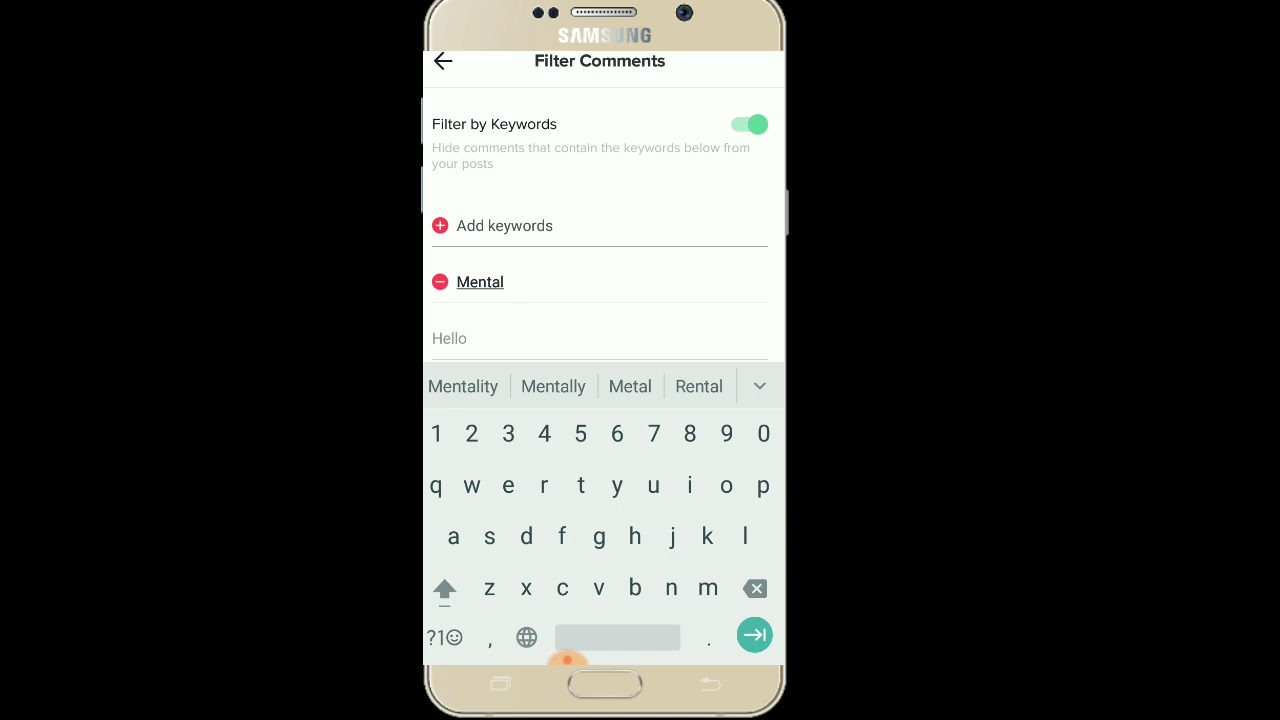 SAMSUNG
Filter Comments
Filter by Keywords
Hide comments that contain the keywords below from
your posts
Add keywords
Mental
Hello
Mentality Mentally Metal Rental
1 2 3 4 5 6 7 8 9 0
q w e r t y u i o p
a s d f g h j k l
z x c v b n m
?1☺ , .